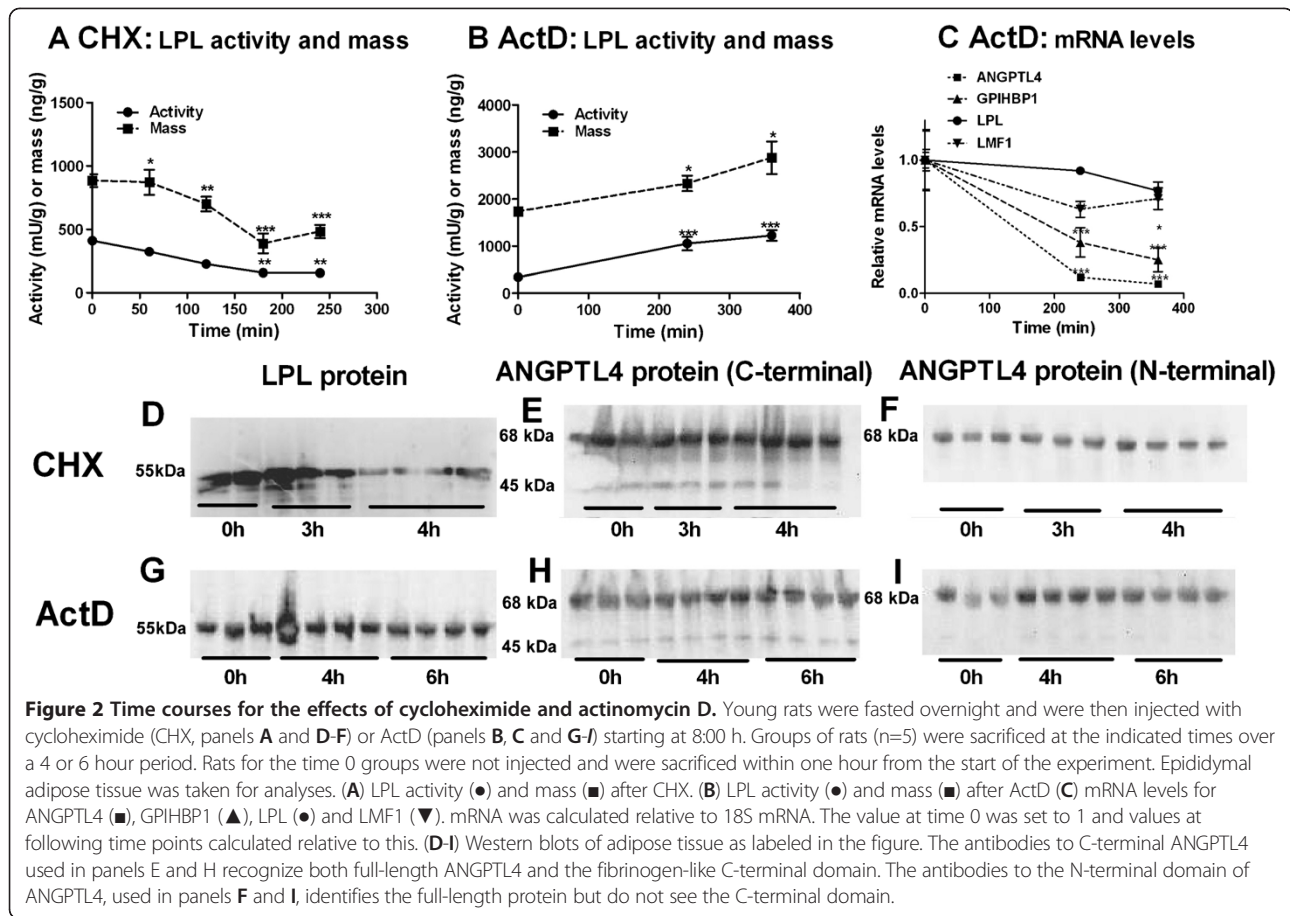 A CHX: LPL activity and mass
B ActD: LPL activity and mass
C ActD: mRNA levels
Activity
Mass
Activity (mU/g) or mass (ng/g)
1500
1000
500
0
*
**
***
***
**
**
0 50 100 150 200 250 300
Time (min)
Activity
Mass
Activity (mU/g) or mass (ng/g)
4000
3000
2000
1000
0
*
*
***
***
0 100 200 300 400
Time (min)
ANGPTL4
GPIHBP1
LPL
LMF1
Relative mRNA levels
1.0
0.5
0.0
***
***
*
***
***
0 100 200 300 400
Time (min)
LPL protein
ANGPTL4 protein (C-terminal)
ANGPTL4 protein (N-terminal)
CHX
D
55kDa
0h 3h 4h
E
68 kDa
45 kDa
0h 3h 4h
F
68 kDa
0h 3h 4h
ActD
G
55kDa
0h 4h 6h
H
68 kDa
45 kDa
0h 4h 6h
I
68 kDa
0h 4h 6h
Figure 2 Time courses for the effects of cycloheximide and actinomycin D. Young rats were fasted overnight and were then injected with
cycloheximide (CHX, panels A and D-F) or ActD (panels B, C and G-I) starting at 8:00 h. Groups of rats (n=5) were sacrificed at the indicated times over
a 4 or 6 hour period. Rats for the time 0 groups were not injected and were sacrificed within one hour from the start of the experiment. Epididymal
adipose tissue was taken for analyses. (A) LPL activity (●) and mass (■) after CHX. (B) LPL activity (●) and mass (■) after ActD (C) mRNA levels for
ANGPTL4 (■), GPIHBP1 (▲), LPL (●) and LMF1 (▼). mRNA was calculated relative to 18S mRNA. The value at time 0 was set to 1 and values at
following time points calculated relative to this. (D-I) Western blots of adipose tissue as labeled in the figure. The antibodies to C-terminal ANGPTL4
used in panels E and H recognize both full-length ANGPTL4 and the fibrinogen-like C-terminal domain. The antibodies to the N-terminal domain of
ANGPTL4, used in panels F and I, identifies the full-length protein but do not see the C-terminal domain.